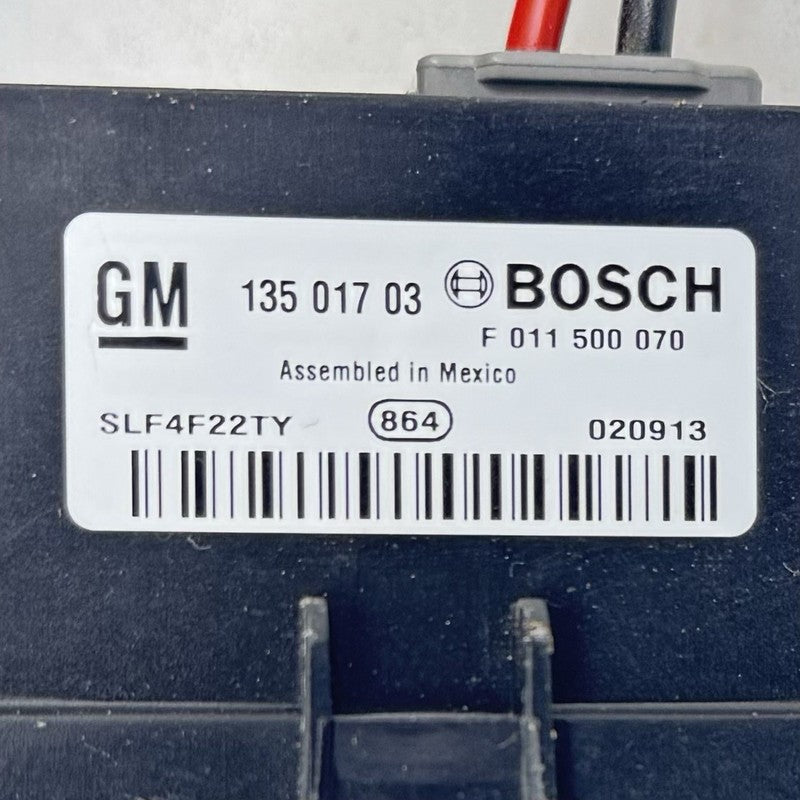 GM 135 017 03 BOSCH
F 011 500 070
Assembled in Mexico
SLF4F22TY 864 020913